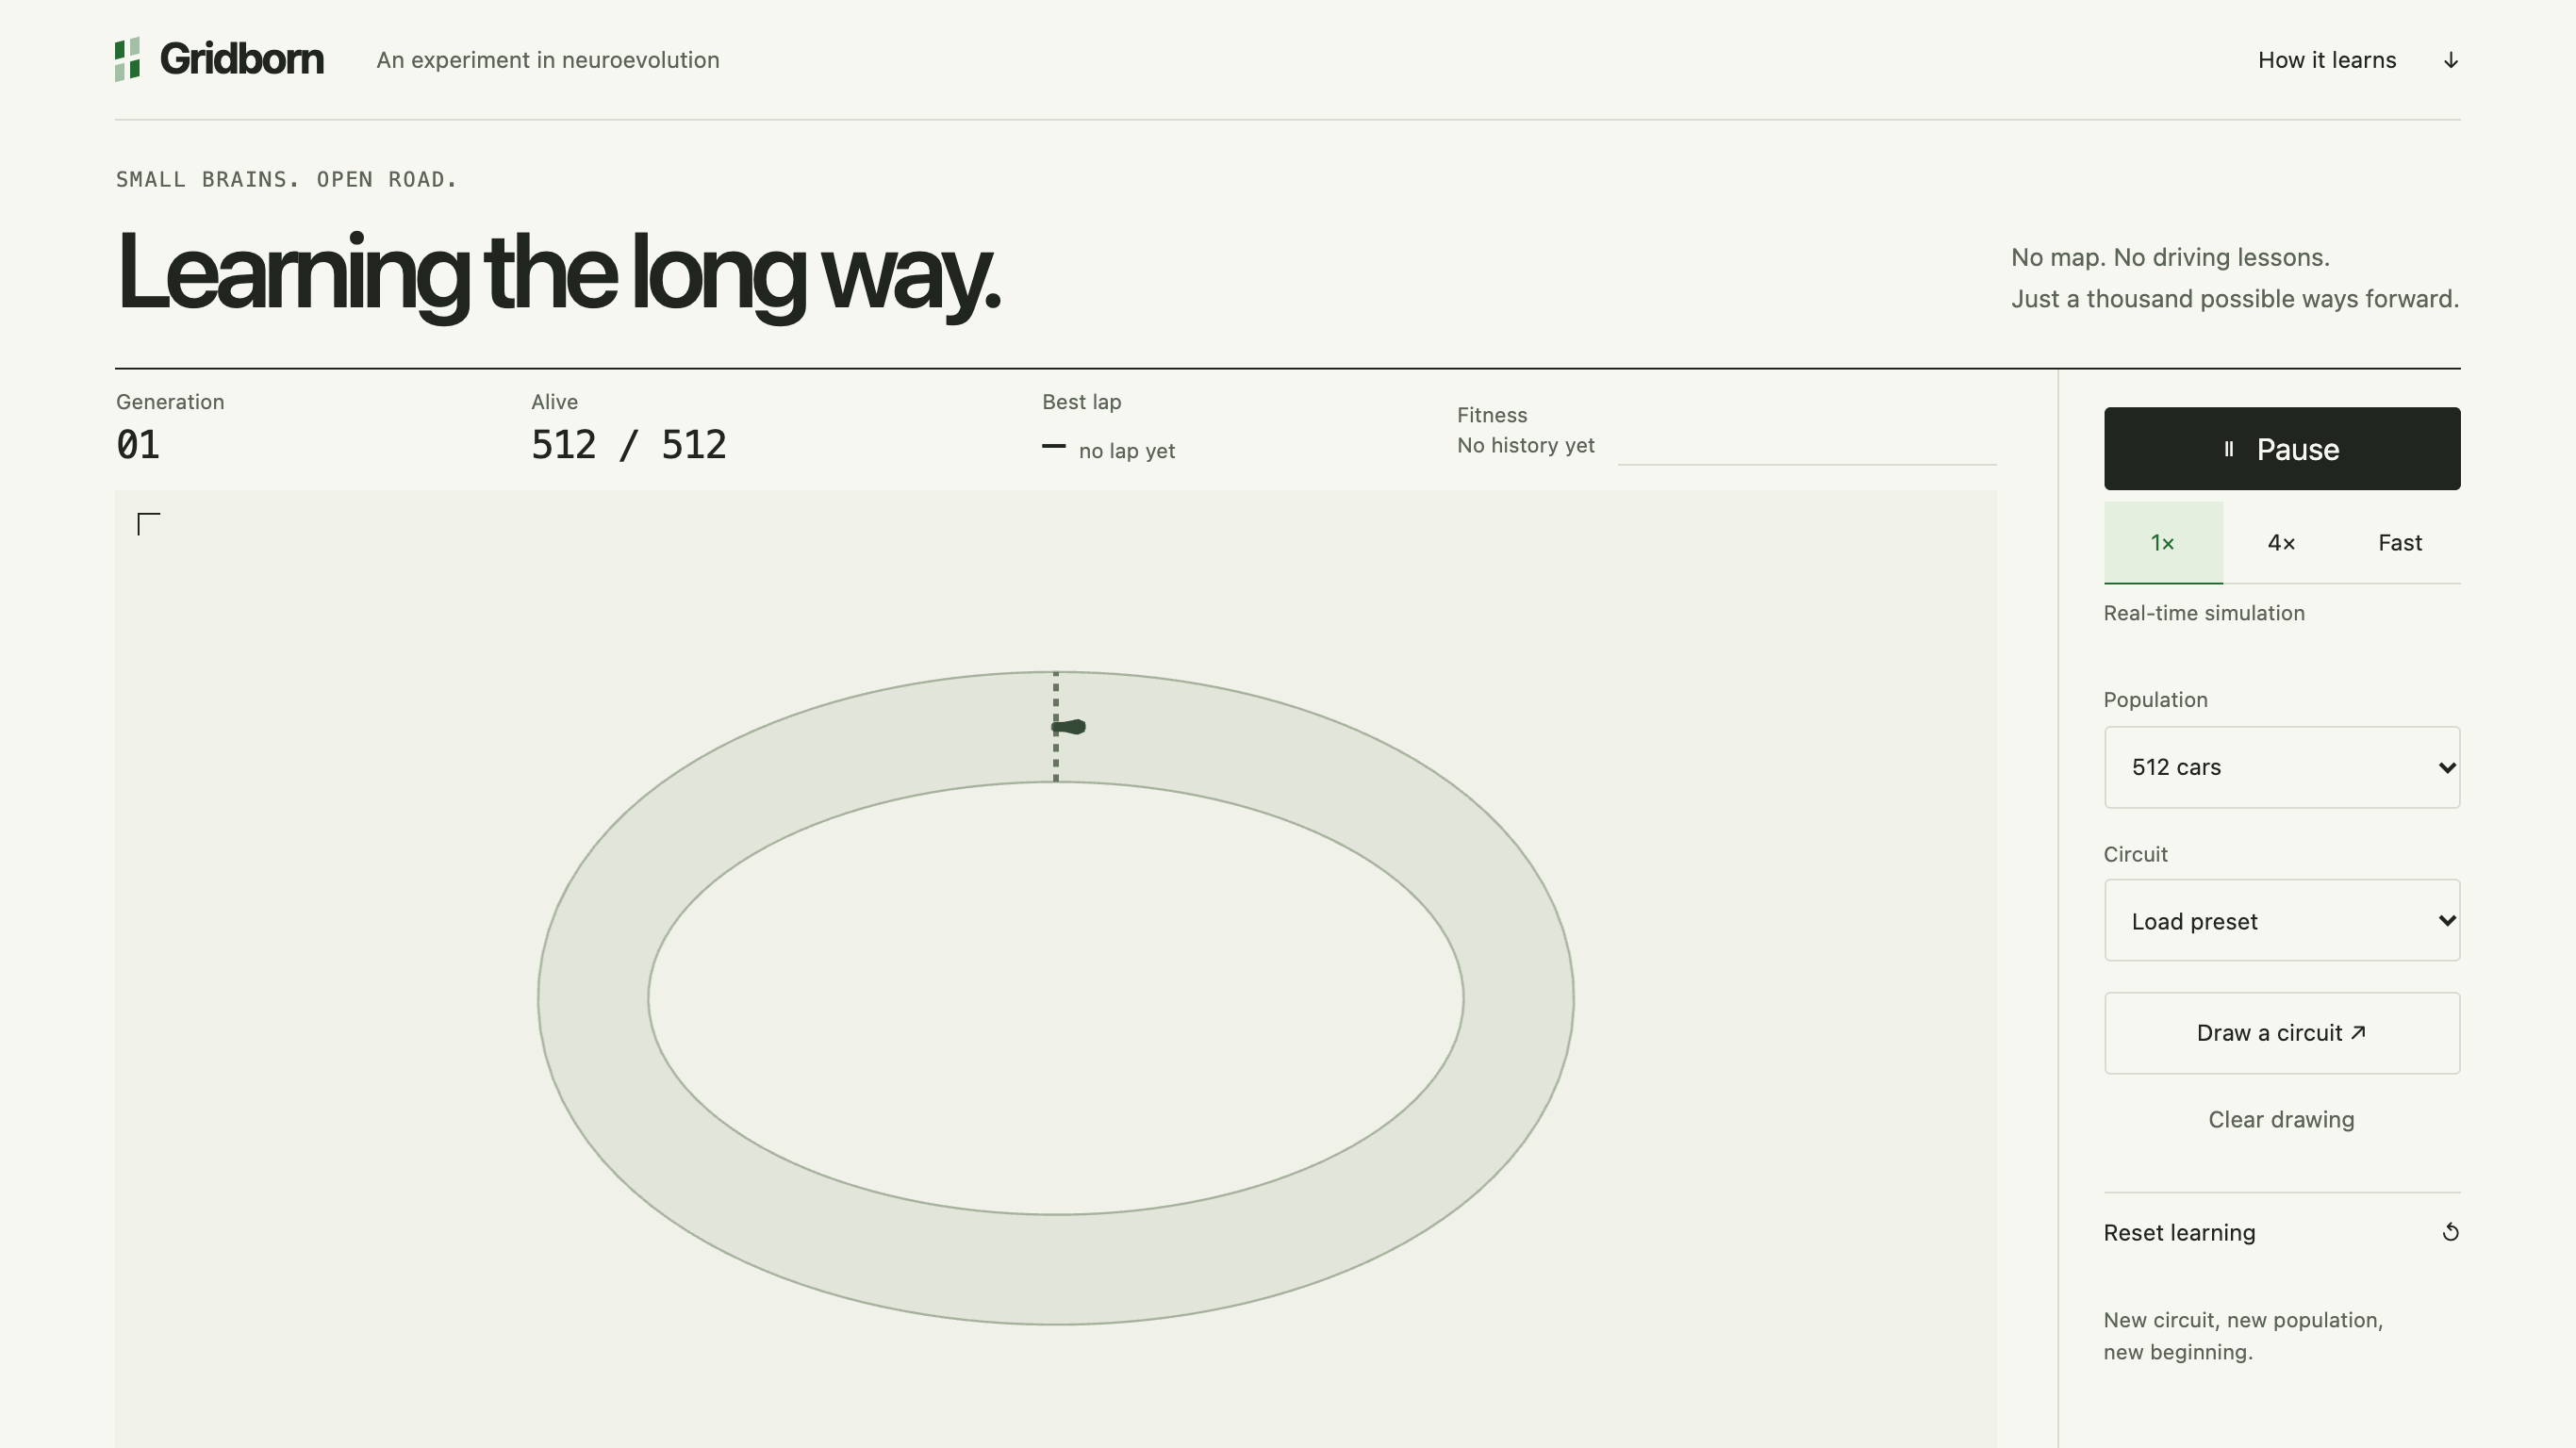 Gridborn
An experiment in neuroevolution
How it learns ↓
SMALL BRAINS. OPEN ROAD.
Learning the long way.
No map. No driving lessons.
Just a thousand possible ways forward.
Generation
01
Alive
512 / 512
Best lap
— no lap yet
Fitness
No history yet
Pause
1× 4× Fast
Real-time simulation
Population
512 cars
Circuit
Load preset
Draw a circuit ↗
Clear drawing
Reset learning
New circuit, new population,
new beginning.